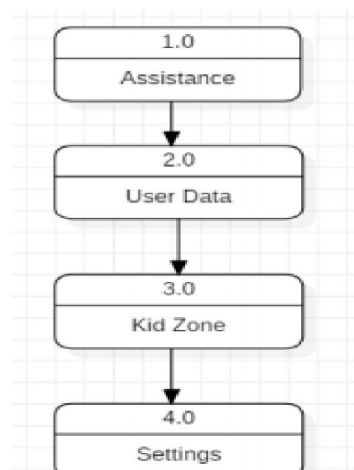 1.0
Assistance
2.0
User Data
3.0
Kid Zone
4.0
Settings